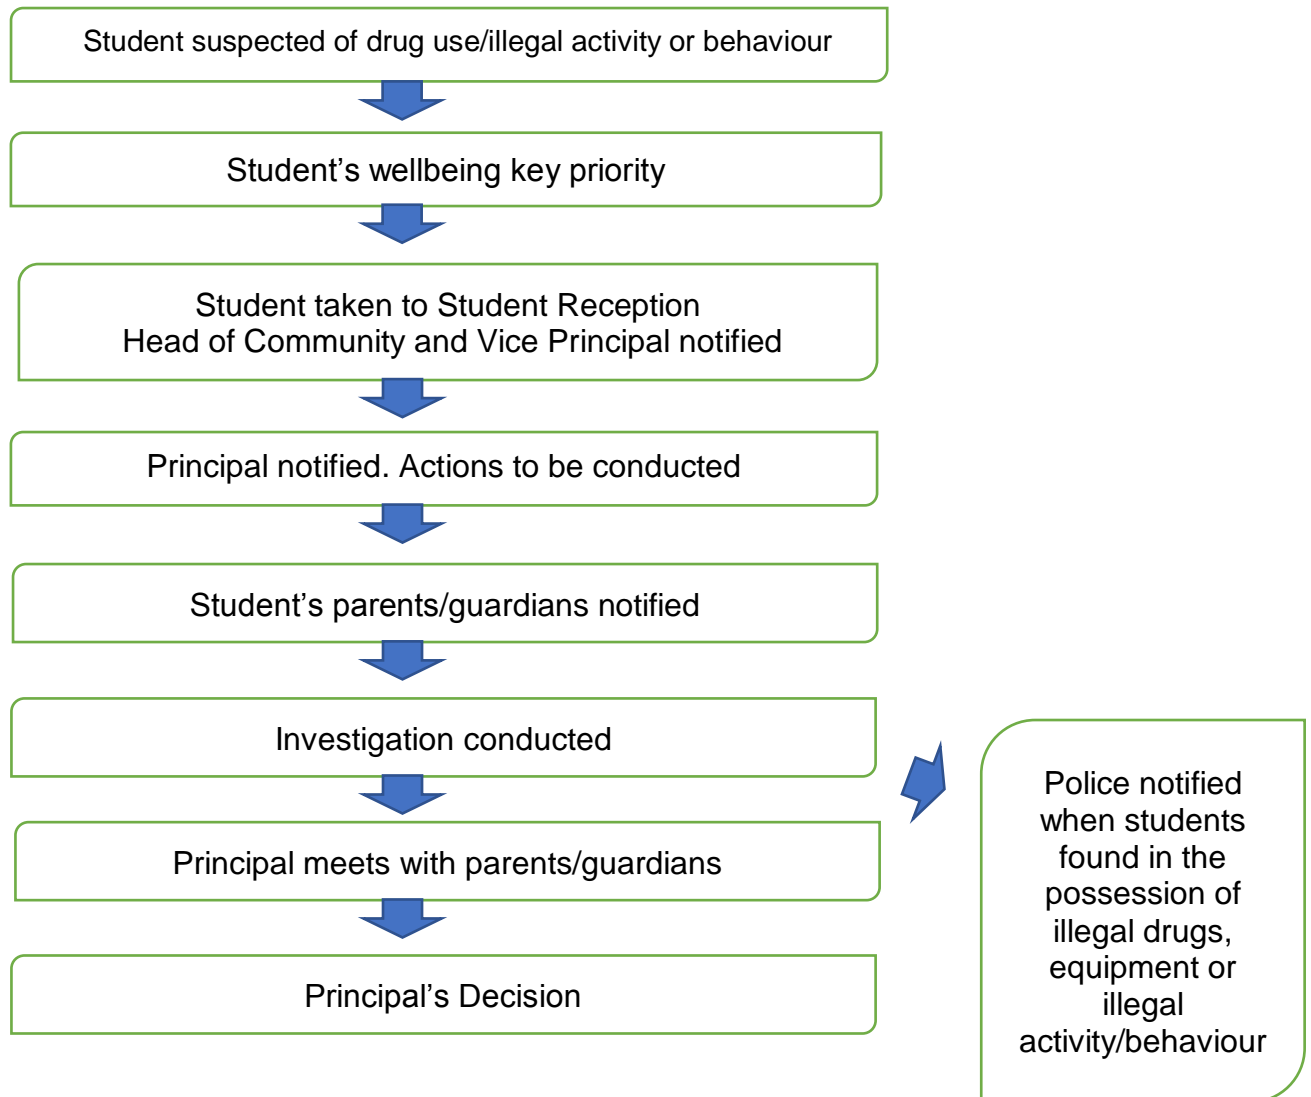 Student suspected of drug use/illegal activity or behaviour
Student’s wellbeing key priority
Student taken to Student Reception
Head of Community and Vice Principal notified
Principal notified. Actions to be conducted
Student’s parents/guardians notified
Investigation conducted
Principal meets with parents/guardians
Principal’s Decision
Police notified
when students
found in the
possession of
illegal drugs,
equipment or
illegal
activity/behaviour